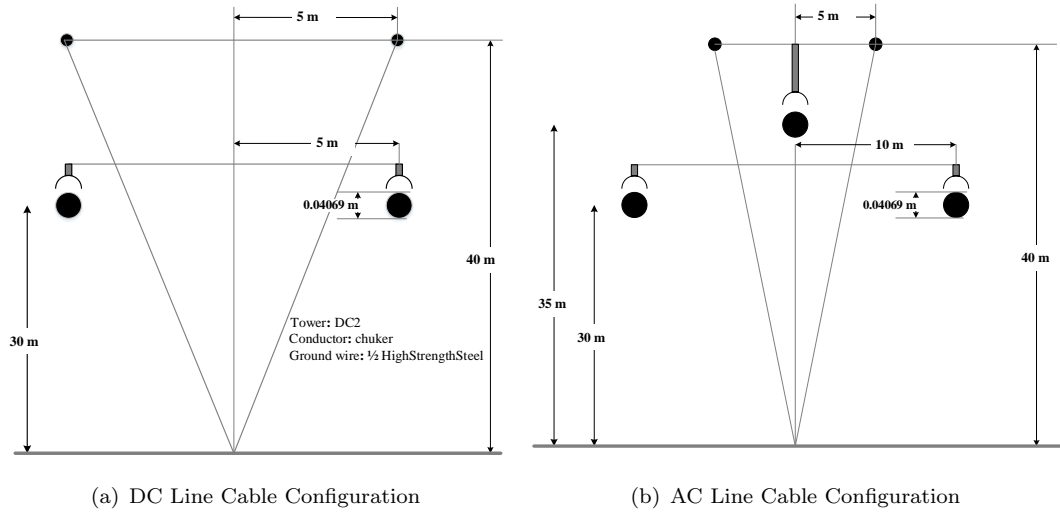 5 m
5 m
0.04069 m
40 m
30 m
Tower: DC2
Conductor: chuker
Ground wire: ½ HighStrengthSteel
(a) DC Line Cable Configuration
5 m
10 m
0.04069 m
40 m
35 m
30 m
(b) AC Line Cable Configuration